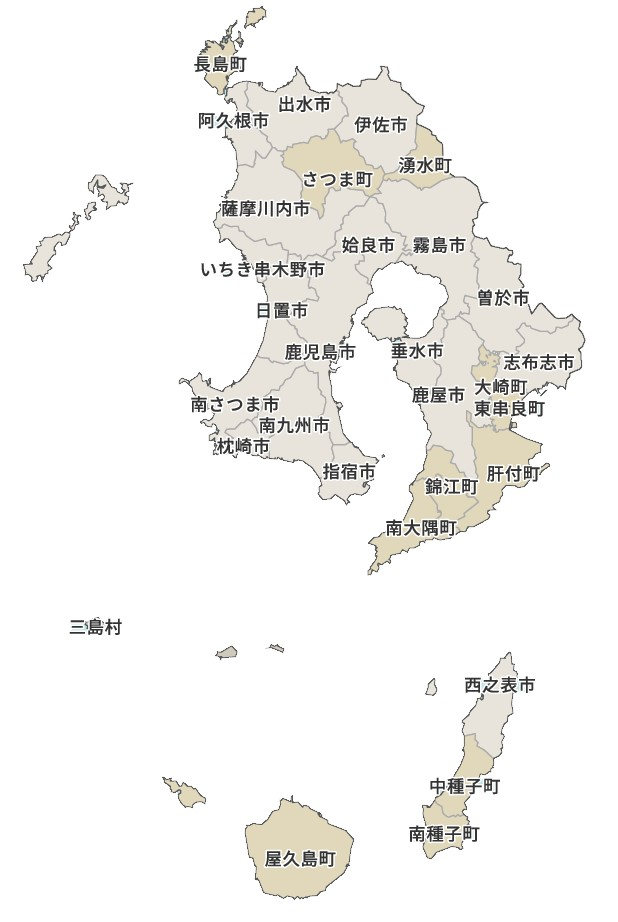 長島町
出水市
阿久根市
伊佐市
湧水町
さつま町
薩摩川内市
姶良市
霧島市
いちき串木野市
曽於市
日置市
鹿児島市
垂水市
志布志市
大崎町
鹿屋市
南さつま市
東串良町
南九州市
枕崎市
指宿市
肝付町
錦江町
南大隅町
三島村
西之表市
中種子町
南種子町
屋久島町